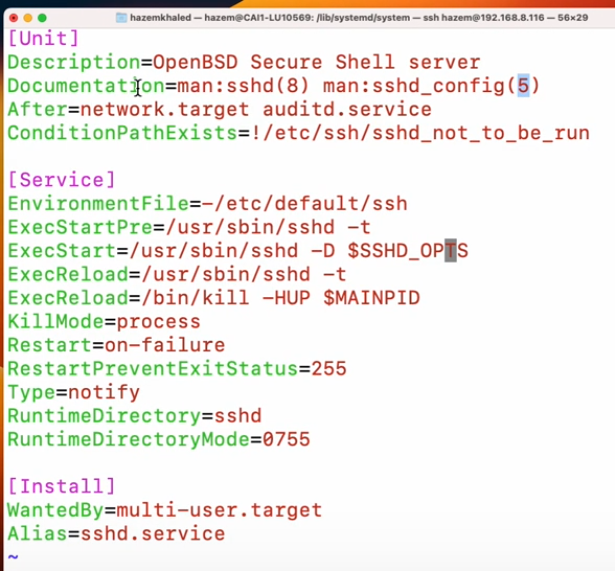 hazemkhaled — hazem@CAI1-LU10569: /lib/systemd/system — ssh hazem@192.168.8.116 — 56×29
[Unit]
Description=OpenBSD Secure Shell server
Documentation=man:sshd(8) man:sshd_config(5)
After=network.target auditd.service
ConditionPathExists=!/etc/ssh/sshd_not_to_be_run

[Service]
EnvironmentFile=-/etc/default/ssh
ExecStartPre=/usr/sbin/sshd -t
ExecStart=/usr/sbin/sshd -D $SSHD_OPTS
ExecReload=/usr/sbin/sshd -t
ExecReload=/bin/kill -HUP $MAINPID
KillMode=process
Restart=on-failure
RestartPreventExitStatus=255
Type=notify
RuntimeDirectory=sshd
RuntimeDirectoryMode=0755

[Install]
WantedBy=multi-user.target
Alias=sshd.service
~